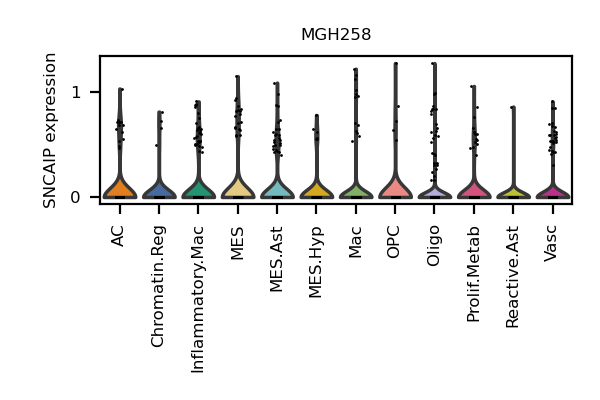 MGH258
SNCAIP expression
1
0
AC
Chromatin.Reg
Inflammatory.Mac
MES
MES.Ast
MES.Hyp
Mac
OPC
Oligo
Prolif.Metab
Reactive.Ast
Vasc